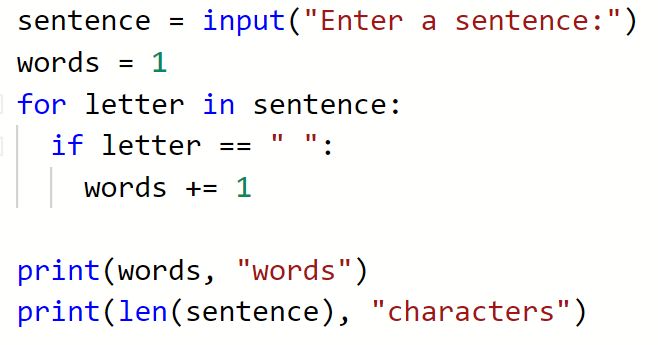 sentence = input("Enter a sentence:")
words = 1
for letter in sentence:
  if letter == " ":
    words += 1

print(words, "words")
print(len(sentence), "characters")